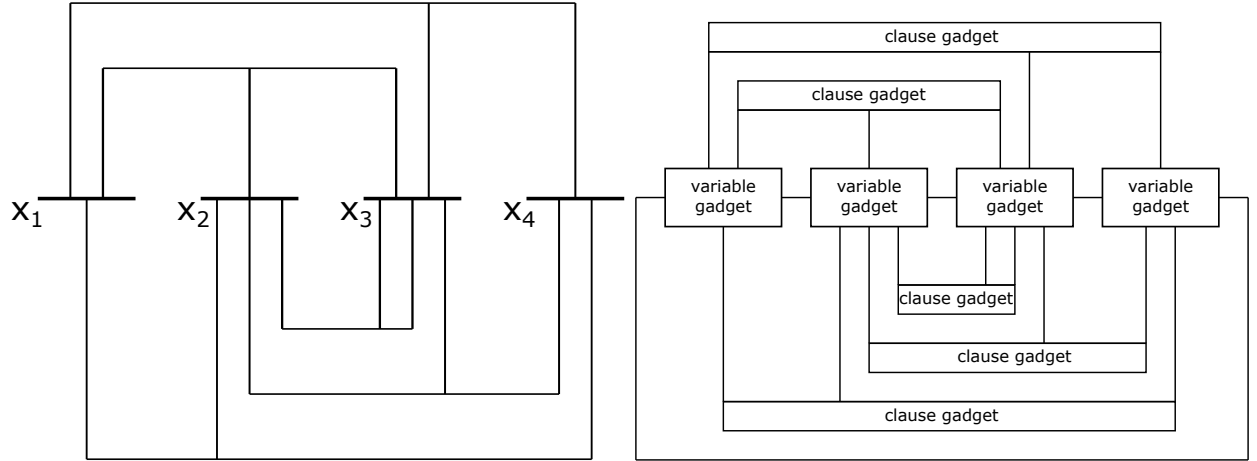 x₁
x₂
x₃
x₄
clause gadget
clause gadget
variable
gadget
variable
gadget
variable
gadget
variable
gadget
clause gadget
clause gadget
clause gadget